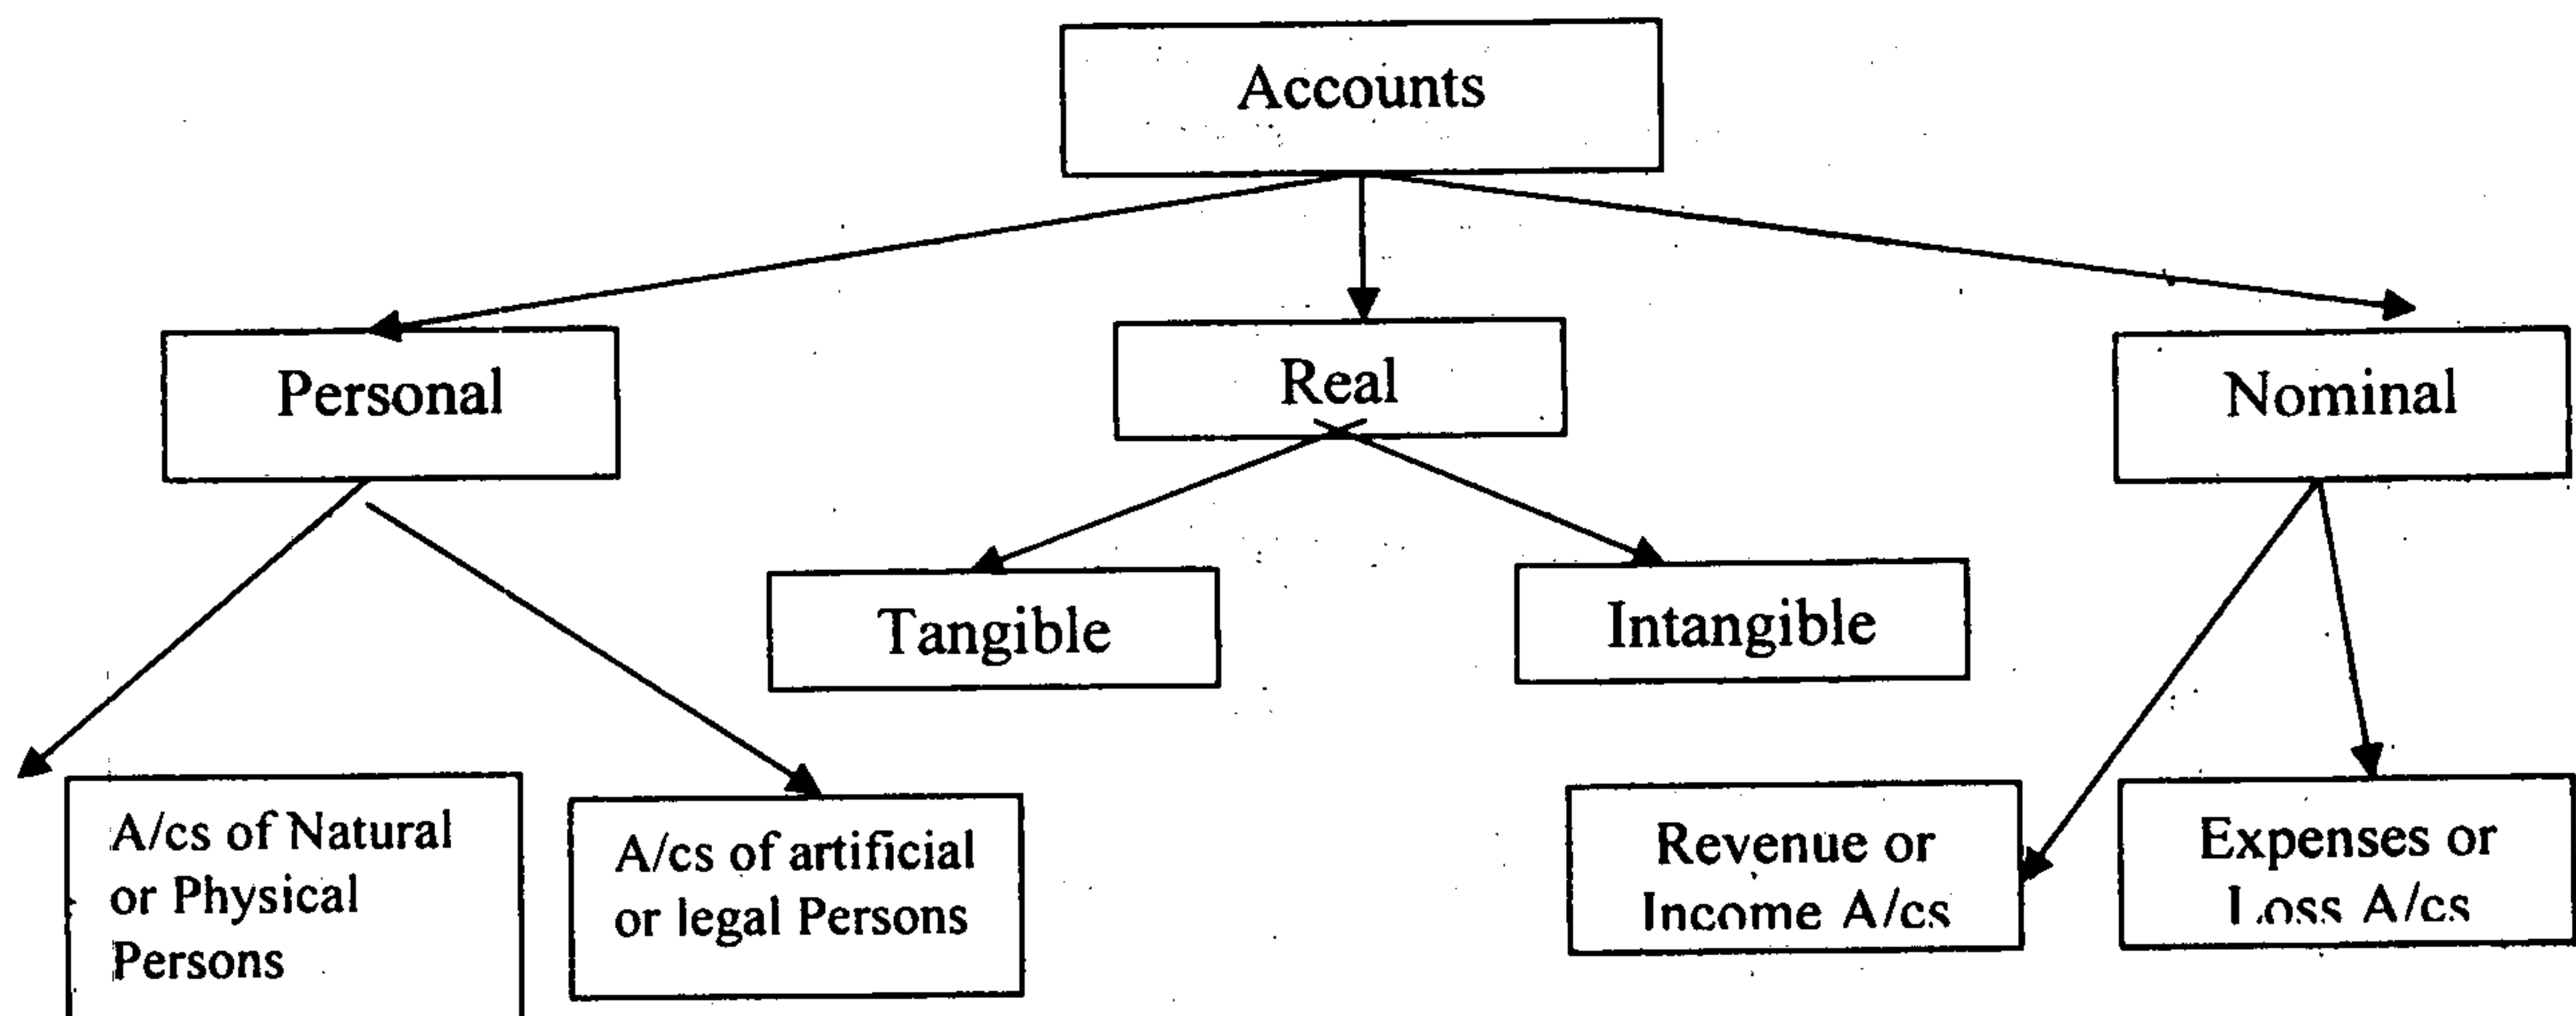 Accounts
Personal
Real
Nominal
Tangible
Intangible
A/cs of Natural
or Physical
Persons
A/cs of artificial
or legal Persons
Revenue or
Income A/cs
Expenses or
Loss A/cs